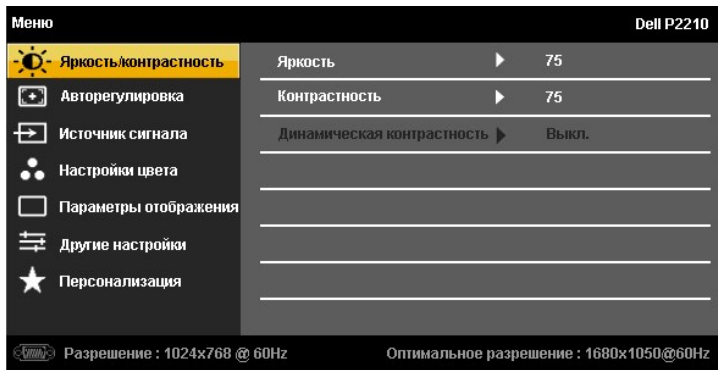 Меню Dell P2210
Яркость/контрастность Яркость 75
Авторегулировка Контрастность 75
Источник сигнала Динамическая контрастность Выкл.
Настройки цвета
Параметры отображения
Другие настройки
Персонализация
Разрешение : 1024x768 @ 60Hz Оптимальное разрешение : 1680x1050@60Hz